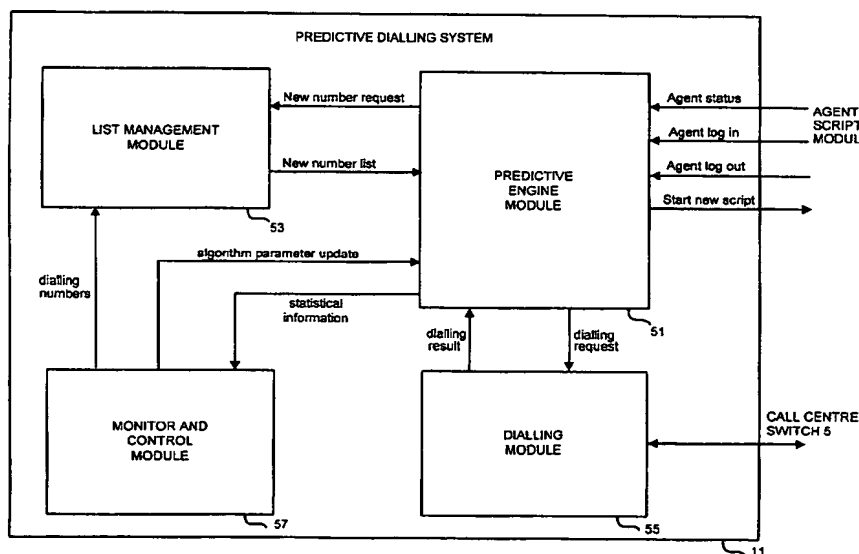 PREDICTIVE DIALLING SYSTEM
LIST MANAGEMENT
MODULE
53
New number request
New number list
PREDICTIVE
ENGINE
MODULE
51
Agent status
Agent log in
Agent log out
Start new script
AGENT
SCRIPT
MODUL
dialling
numbers
algorithm parameter update
statistical
information
dialling
result
dialling
request
MONITOR AND
CONTROL
MODULE
57
DIALLING
MODULE
55
CALL CENTRE
SWITCH 5
11